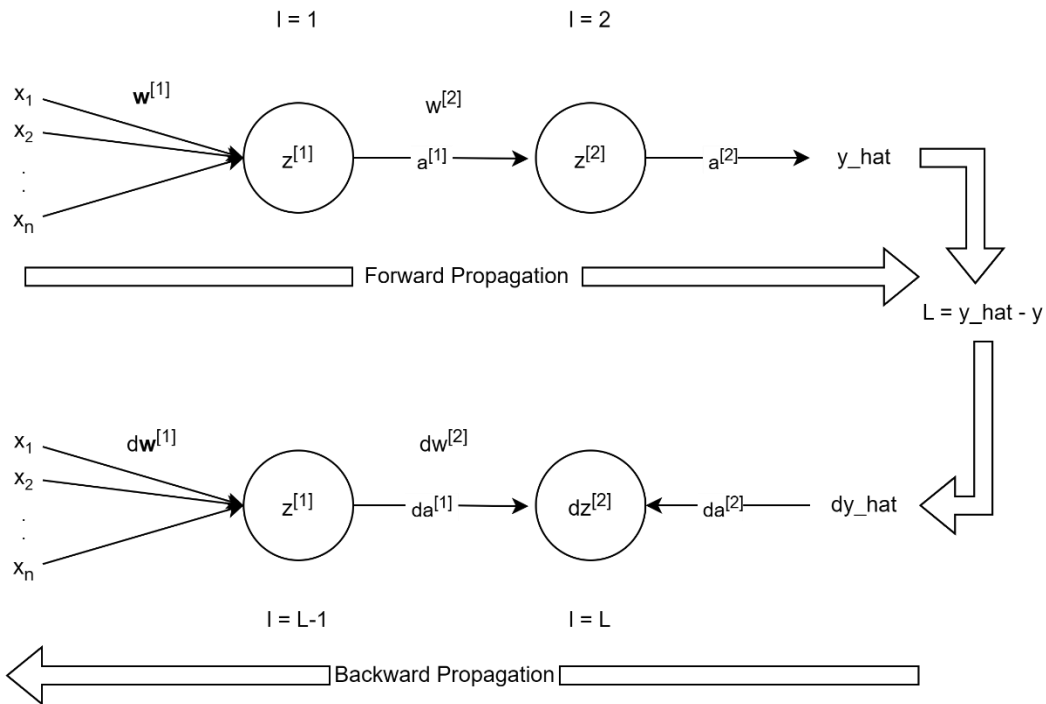 l = 1
l = 2
w[1]
w[2]
x1
x2
.
.
xn
z[1]
a[1]
z[2]
a[2]
y_hat
Forward Propagation
L = y_hat - y
dw[1]
dw[2]
x1
x2
.
.
xn
z[1]
da[1]
dz[2]
da[2]
dy_hat
l = L-1
l = L
Backward Propagation